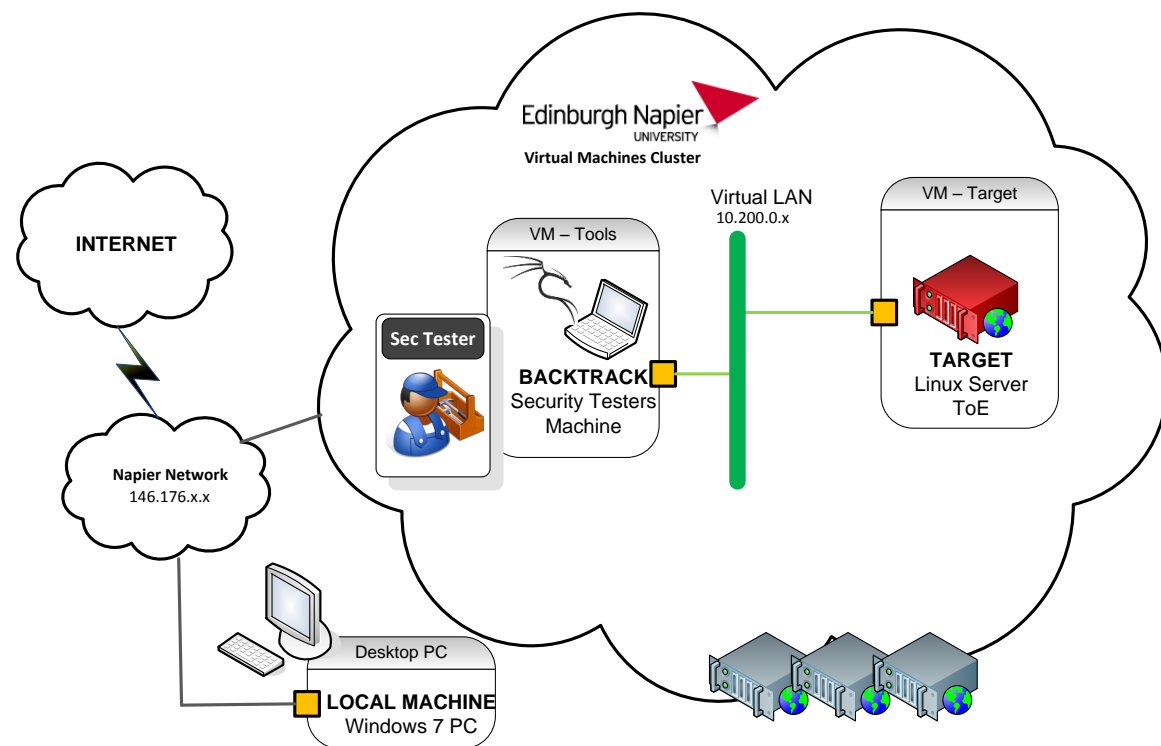 Edinburgh Napier
UNIVERSITY
Virtual Machines Cluster
INTERNET
Napier Network
146.176.x.x
Sec Tester
VM – Tools
BACKTRACK
Security Testers
Machine
Virtual LAN
10.200.0.x
VM – Target
TARGET
Linux Server
ToE
Desktop PC
LOCAL MACHINE
Windows 7 PC